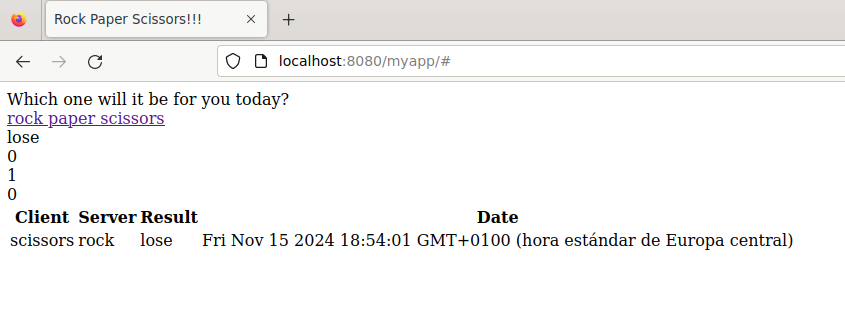 Rock Paper Scissors!!!
localhost:8080/myapp/#
Which one will it be for you today?
rock paper scissors
lose
0
1
0
Client Server Result Date
scissors rock lose Fri Nov 15 2024 18:54:01 GMT+0100 (hora estándar de Europa central)